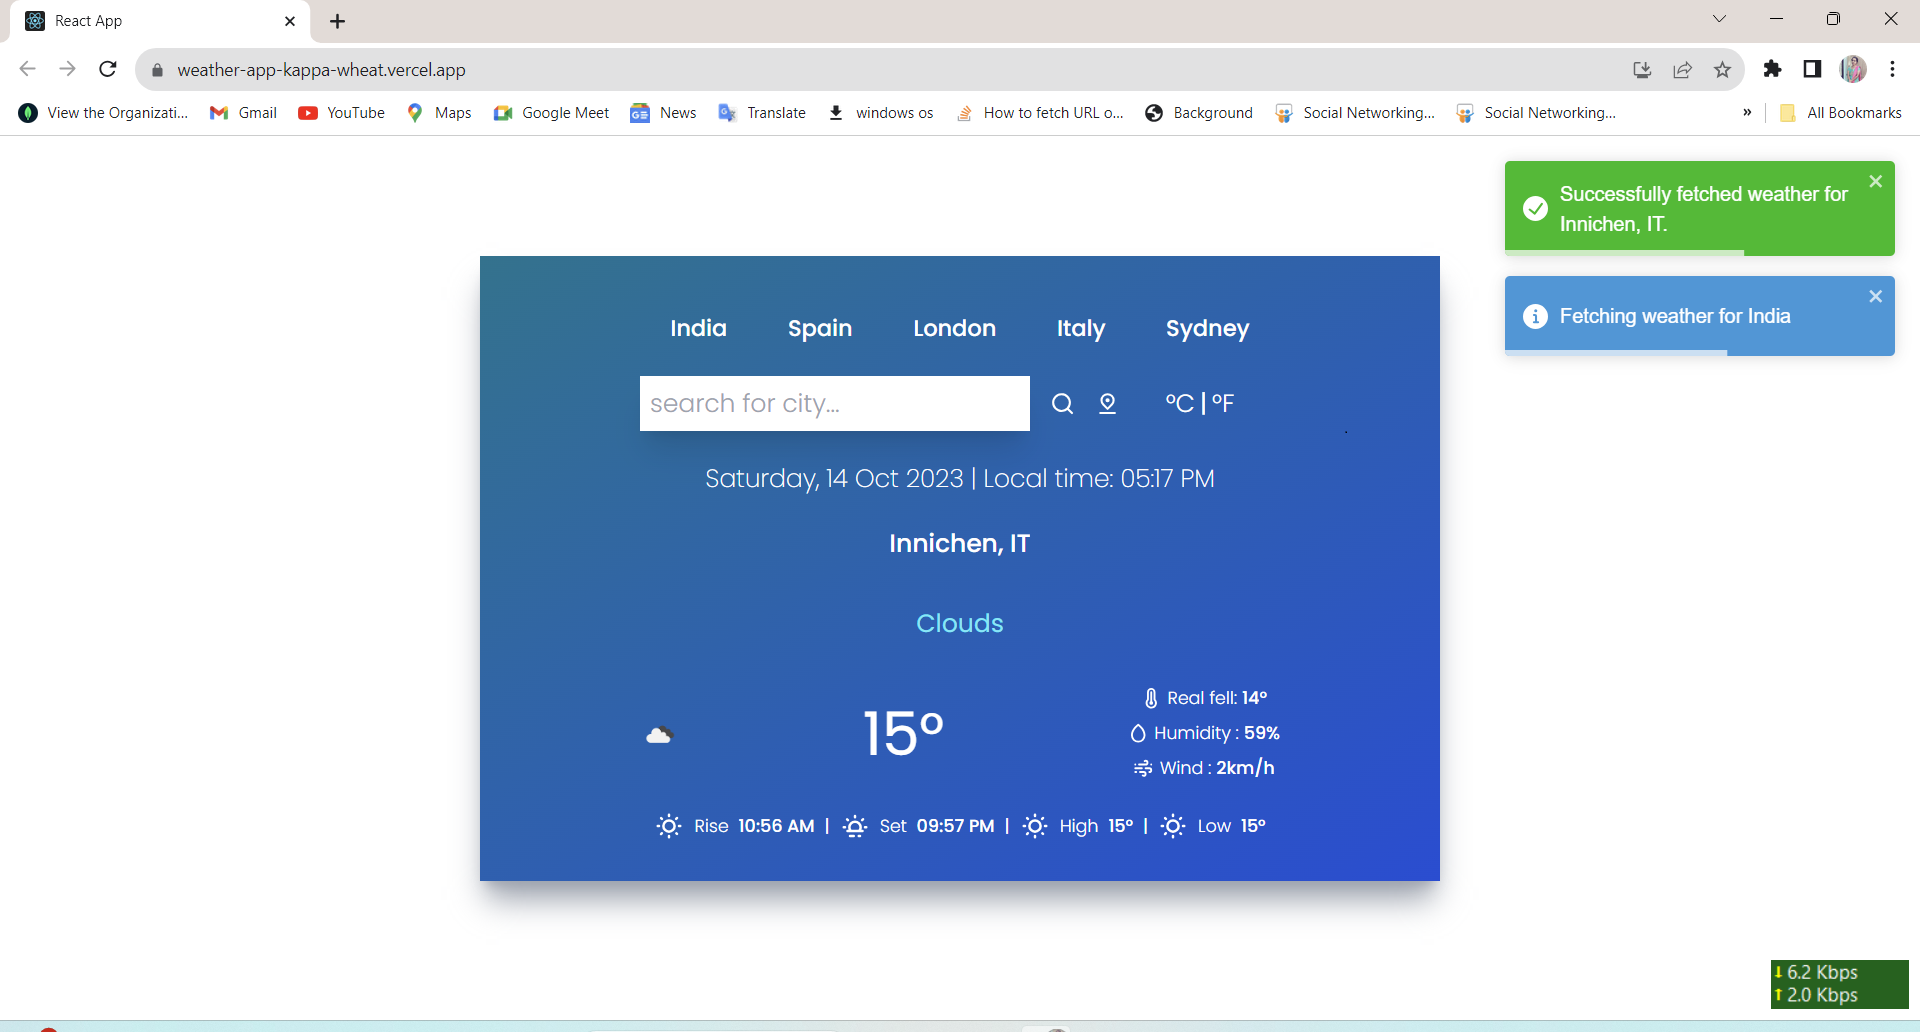 React App
weather-app-kappa-wheat.vercel.app
View the Organizati... Gmail YouTube Maps Google Meet News Translate windows os How to fetch URL o... Background Social Networking... Social Networking... » All Bookmarks
Successfully fetched weather for
Innichen, IT.
Fetching weather for India
India Spain London Italy Sydney
search for city... °C | °F
Saturday, 14 Oct 2023 | Local time: 05:17 PM
Innichen, IT
Clouds
15°
Real fell: 14°
Humidity : 59%
Wind : 2km/h
Rise 10:56 AM | Set 09:57 PM | High 15° | Low 15°
6.2 Kbps
2.0 Kbps